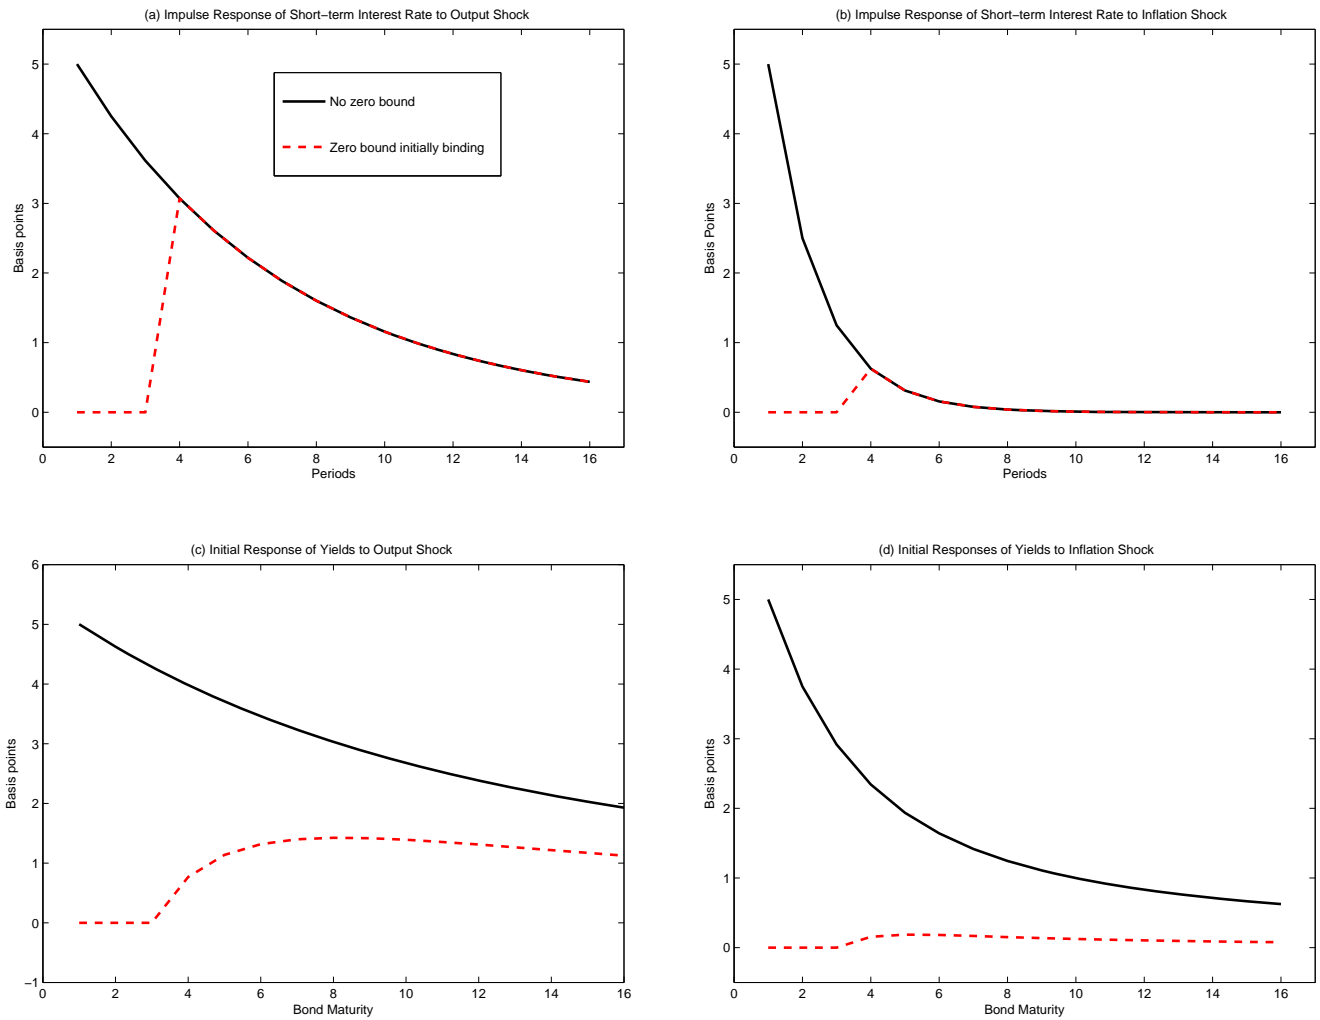 (a) Impulse Response of Short−term Interest Rate to Output Shock
5
4
3
2
1
0
Basis points
No zero bound
Zero bound initially binding
0 2 4 6 8 10 12 14 16
Periods
(b) Impulse Response of Short−term Interest Rate to Inflation Shock
5
4
3
2
1
0
Basis Points
0 2 4 6 8 10 12 14 16
Periods
(c) Initial Response of Yields to Output Shock
6
5
4
3
2
1
0
−1
Basis points
0 2 4 6 8 10 12 14 16
Bond Maturity
(d) Initial Responses of Yields to Inflation Shock
5
4
3
2
1
0
Basis points
0 2 4 6 8 10 12 14 16
Bond Maturity